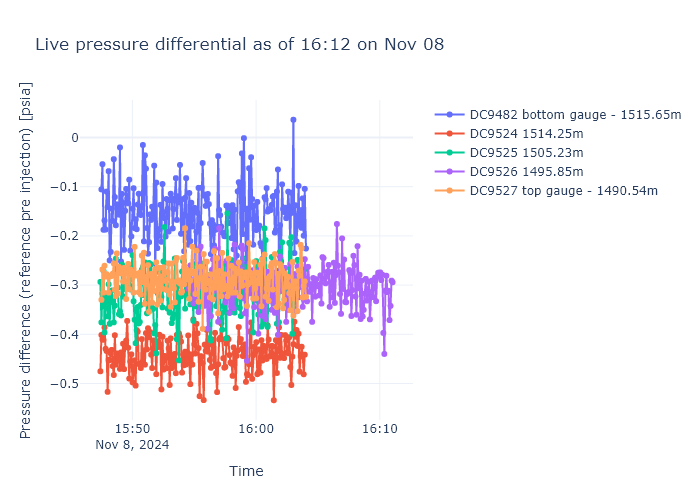 Live pressure differential as of 16:12 on Nov 08
Pressure difference (reference pre injection) [psia]
0
−0.1
−0.2
−0.3
−0.4
−0.5
15:50
Nov 8, 2024
16:00
16:10
Time
DC9482 bottom gauge - 1515.65m
DC9524 1514.25m
DC9525 1505.23m
DC9526 1495.85m
DC9527 top gauge - 1490.54m